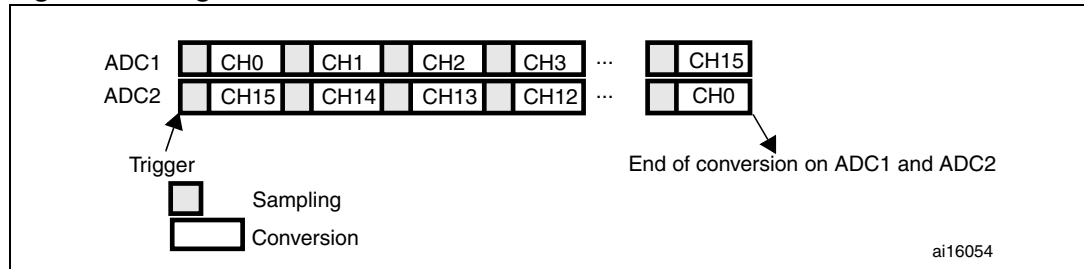 ADC1 CH0 CH1 CH2 CH3 ... CH15
ADC2 CH15 CH14 CH13 CH12 ... CH0
Trigger
End of conversion on ADC1 and ADC2
Sampling
Conversion
ai16054